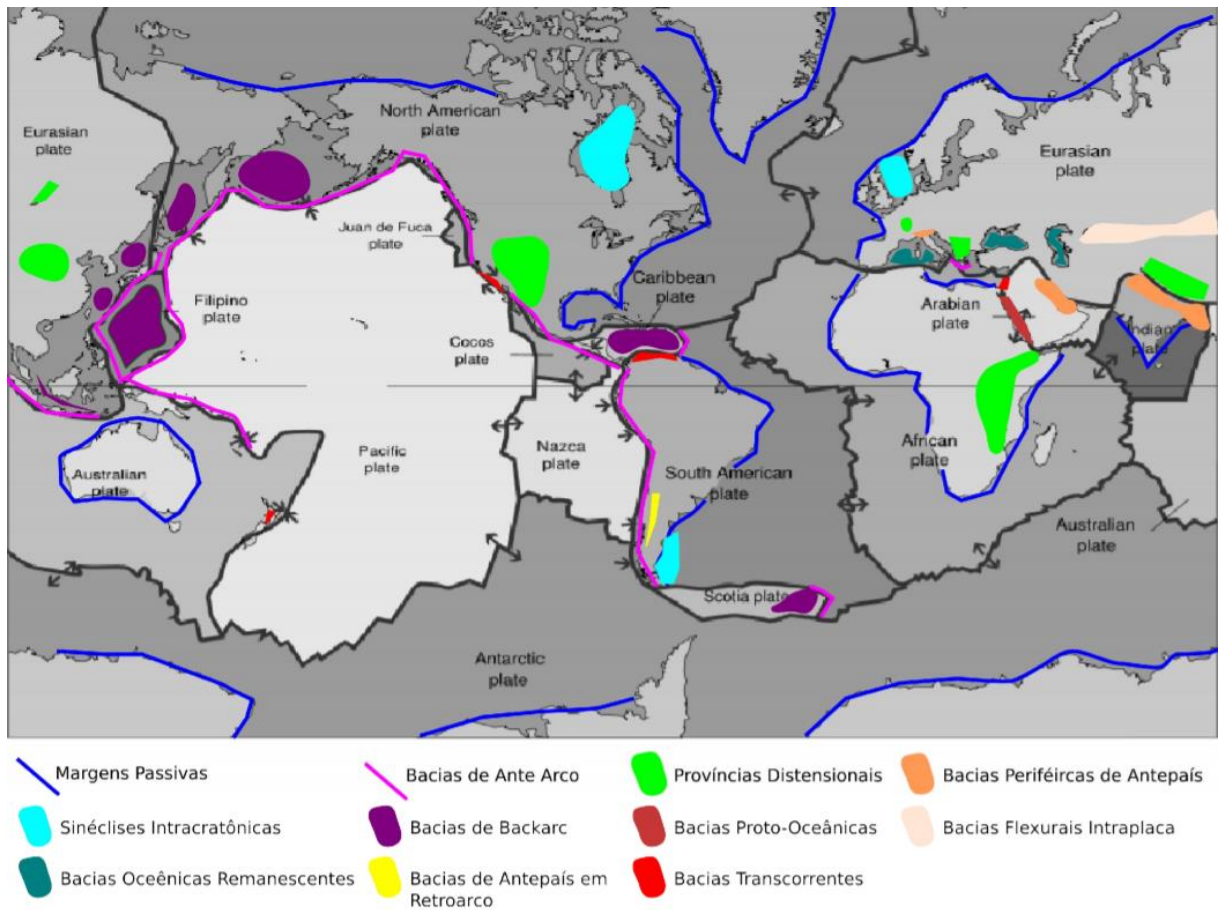 North American
plate
Eurasian
plate
Eurasian
plate
Juan de Fuca
plate
Caribbean
plate
Filipino
plate
Arabian
plate
Indian
plate
Cocos
plate
Pacific
plate
Nazca
plate
African
plate
South American
plate
Australian
plate
Australian
plate
Scotia plate
Antarctic
plate
Margens Passivas
Bacias de Ante Arco
Províncias Distensionais
Bacias Periféircas de Antepaís
Sinéclises Intracratônicas
Bacias de Backarc
Bacias Proto-Oceânicas
Bacias Flexurais Intraplaca
Bacias Oceênicas Remanescentes
Bacias de Antepaís em
Retroarco
Bacias Transcorrentes